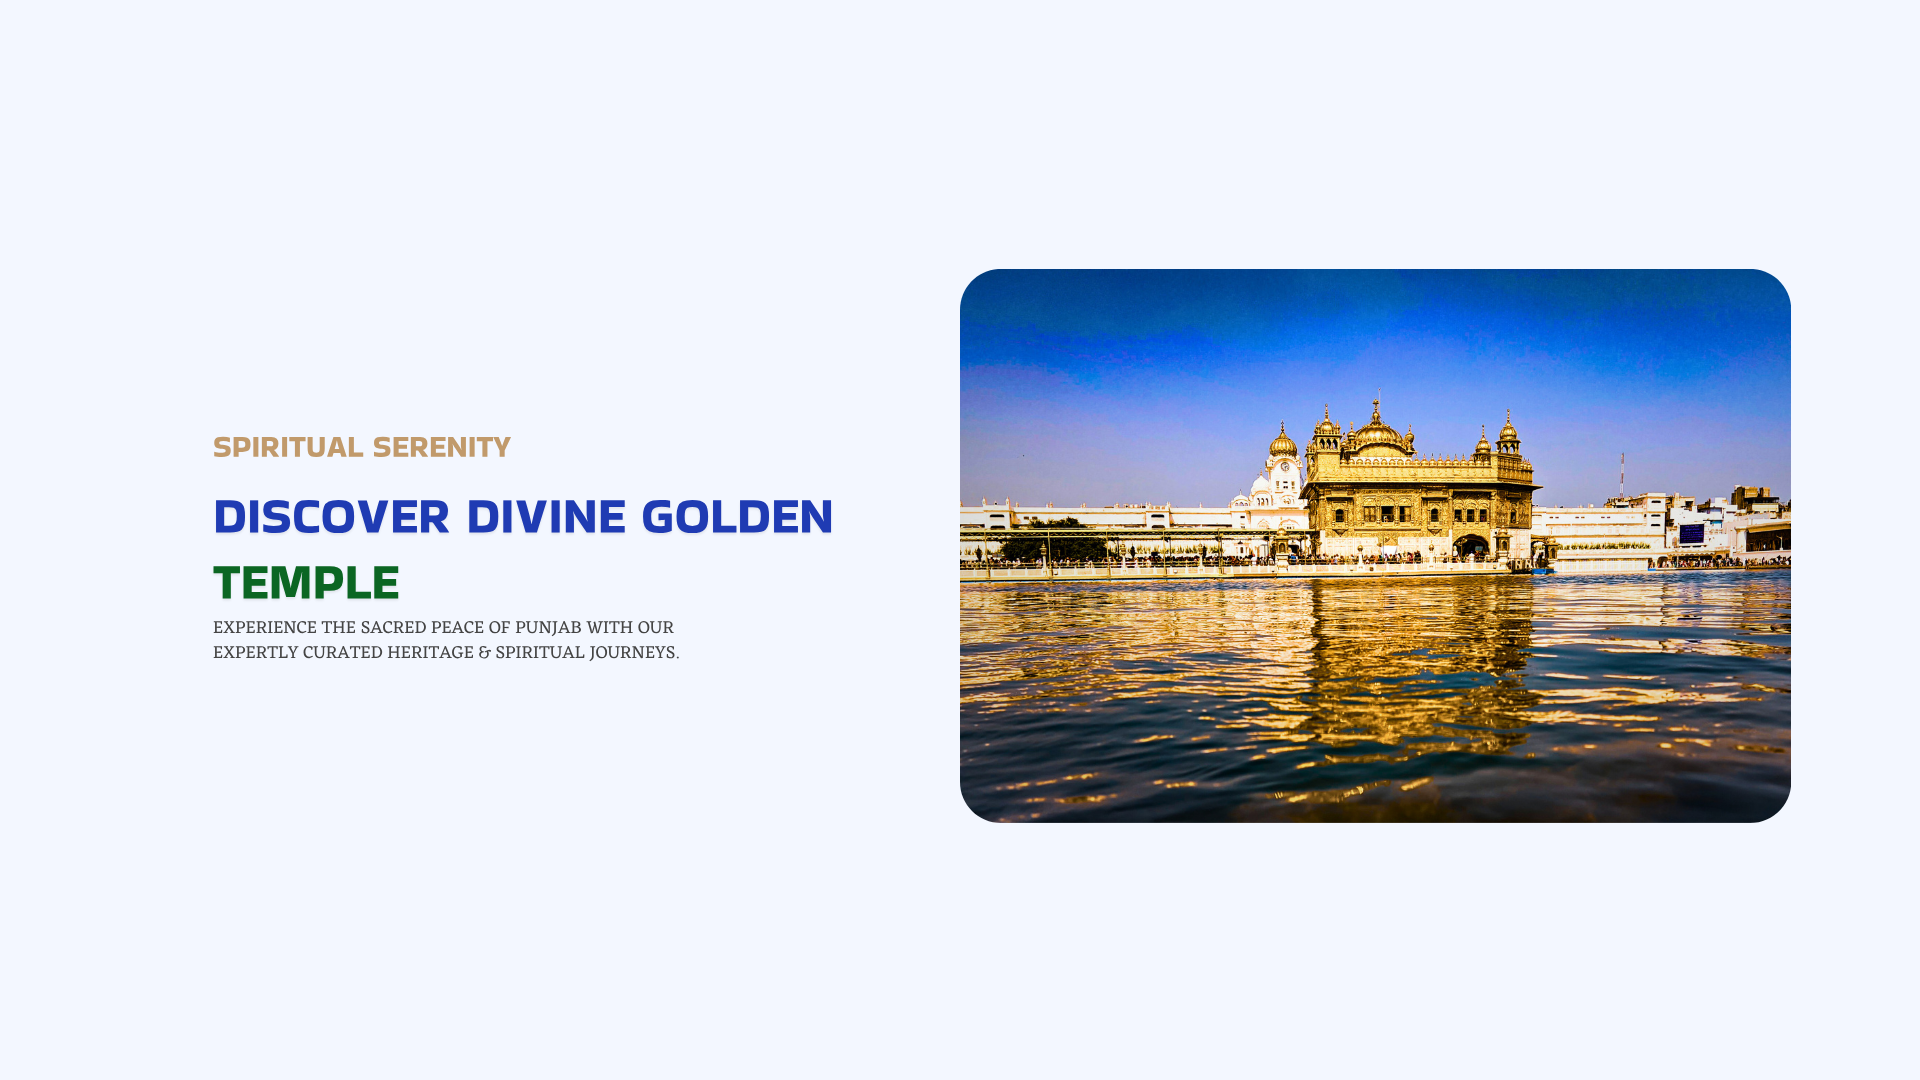 SPIRITUAL SERENITY
DISCOVER DIVINE GOLDEN
TEMPLE
EXPERIENCE THE SACRED PEACE OF PUNJAB WITH OUR
EXPERTLY CURATED HERITAGE & SPIRITUAL JOURNEYS.